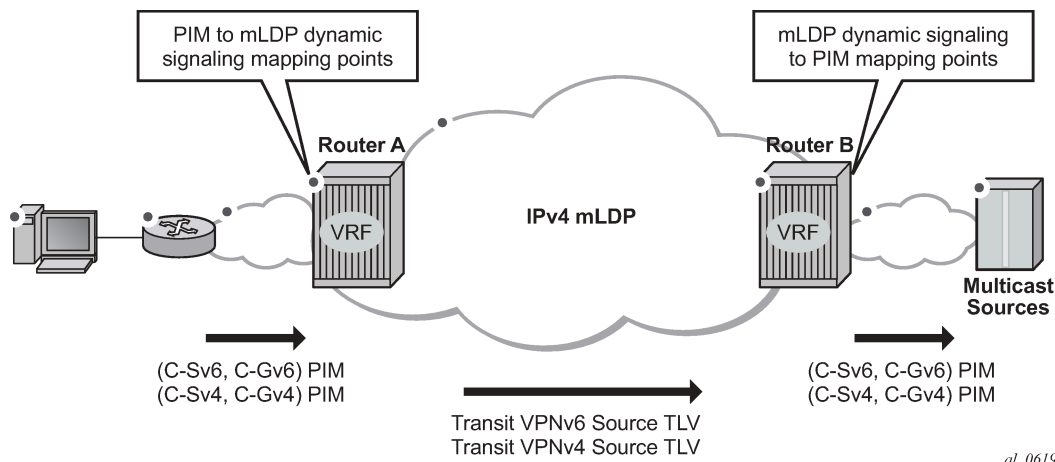 PIM to mLDP dynamic
signaling mapping points
mLDP dynamic signaling
to PIM mapping points
Router A
Router B
IPv4 mLDP
VRF
VRF
Multicast
Sources
(C-Sv6, C-Gv6) PIM
(C-Sv4, C-Gv4) PIM
(C-Sv6, C-Gv6) PIM
(C-Sv4, C-Gv4) PIM
Transit VPNv6 Source TLV
Transit VPNv4 Source TLV
al_0619